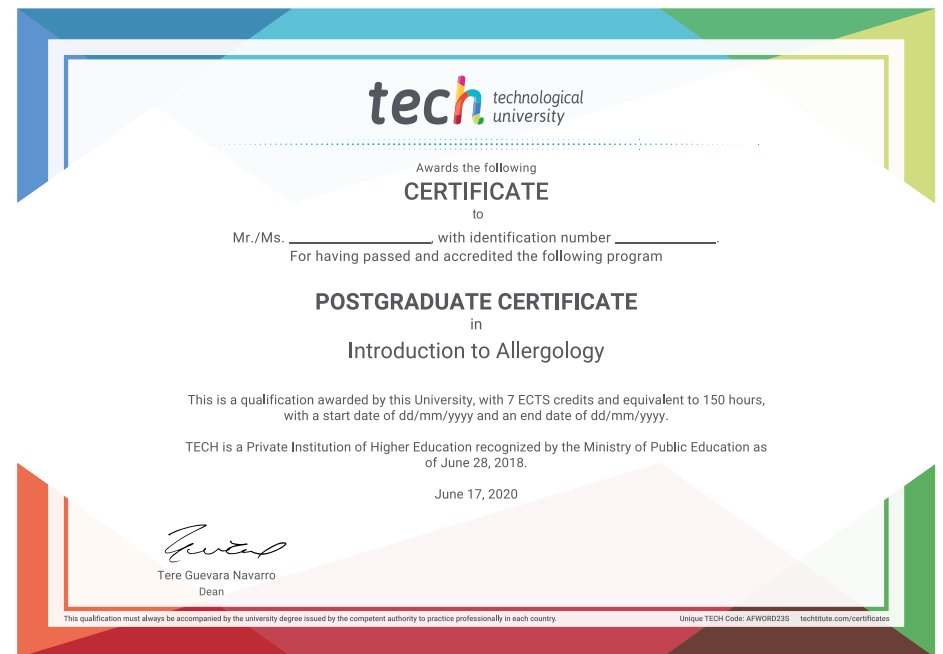 tech technological
university
Awards the following
CERTIFICATE
to
Mr./Ms. ________________, with identification number ____________.
For having passed and accredited the following program
POSTGRADUATE CERTIFICATE
in
Introduction to Allergology
This is a qualification awarded by this University, with 7 ECTS credits and equivalent to 150 hours,
with a start date of dd/mm/yyyy and an end date of dd/mm/yyyy.
TECH is a Private Institution of Higher Education recognized by the Ministry of Public Education as
of June 28, 2018.
June 17, 2020
Tere Guevara Navarro
Dean
This qualification must always be accompanied by the university degree issued by the competent authority to practice professionally in each country. Unique TECH Code: AFWORD23S techtitute.com/certificates